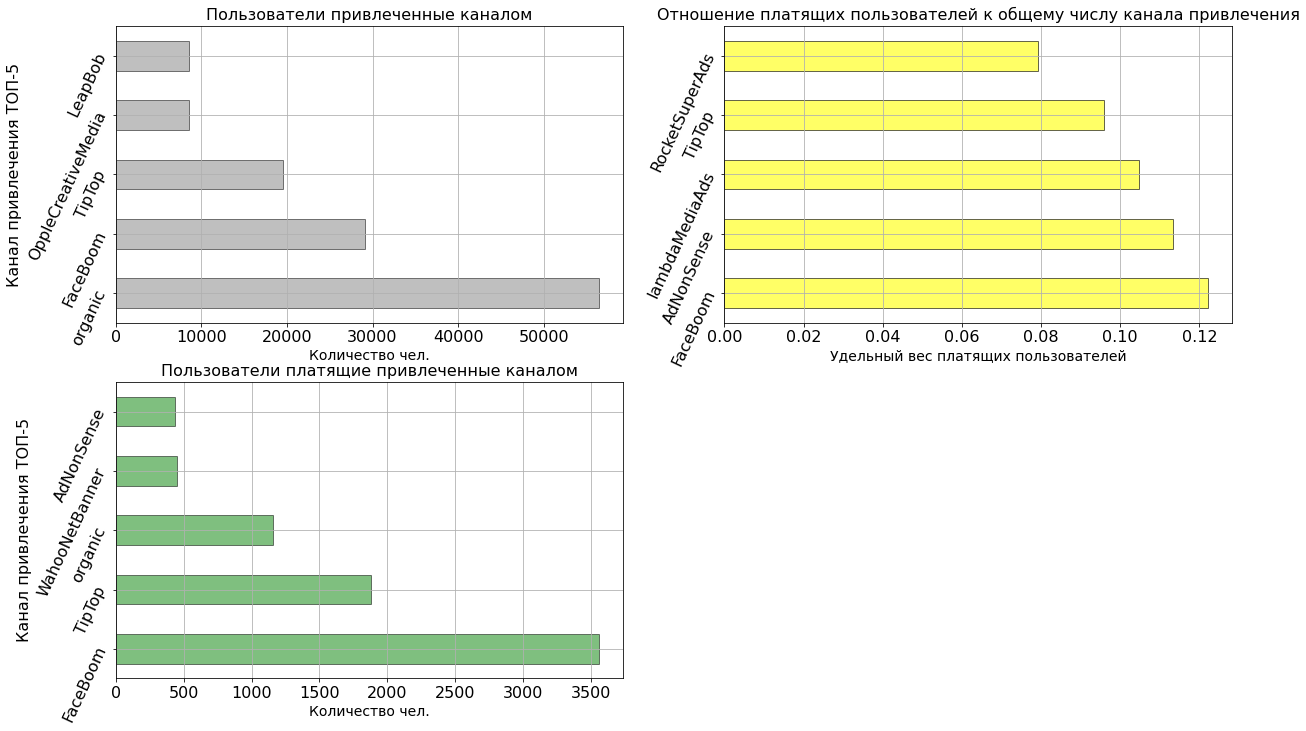 Пользователи привлеченные каналом
Канал привлечения ТОП-5
LeapBob
OppleCreativeMedia
TipTop
FaceBoom
organic
0 10000 20000 30000 40000 50000
Количество чел.
Отношение платящих пользователей к общему числу канала привлечения
RocketSuperAds
TipTop
lambdaMediaAds
AdNonSense
FaceBoom
0.00 0.02 0.04 0.06 0.08 0.10 0.12
Удельный вес платящих пользователей
Пользователи платящие привлеченные каналом
Канал привлечения ТОП-5
AdNonSense
WahooNetBanner
organic
TipTop
FaceBoom
0 500 1000 1500 2000 2500 3000 3500
Количество чел.